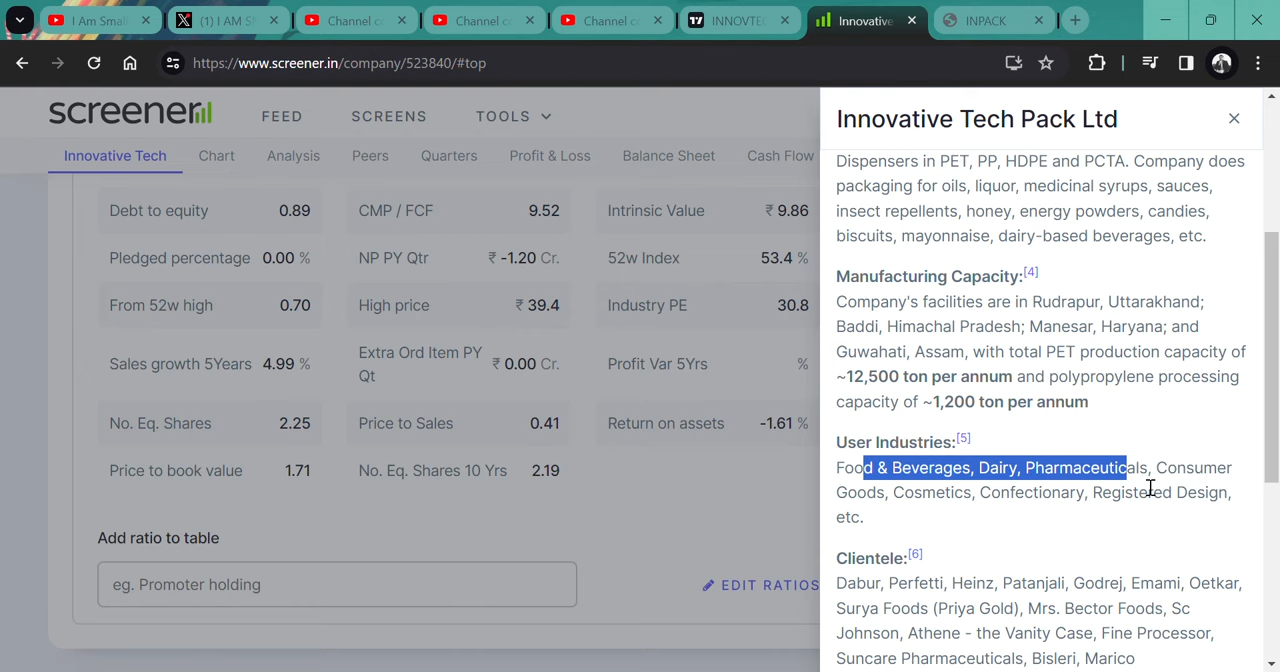 I Am Small
(1) I AM S
Channel c
Channel c
Channel c
INNOVTEC
Innovative
INPACK
https://www.screener.in/company/523840/#top
screener
FEED
SCREENS
TOOLS
Innovative Tech
Chart
Analysis
Peers
Quarters
Profit & Loss
Balance Sheet
Cash Flow
Debt to equity 0.89
CMP / FCF 9.52
Intrinsic Value ₹ 9.86
Pledged percentage 0.00 %
NP PY Qtr ₹ -1.20 Cr.
52w Index 53.4 %
From 52w high 0.70
High price ₹ 39.4
Industry PE 30.8
Sales growth 5Years 4.99 %
Extra Ord Item PY
Qt
₹ 0.00 Cr.
Profit Var 5Yrs %
No. Eq. Shares 2.25
Price to Sales 0.41
Return on assets -1.61 %
Price to book value 1.71
No. Eq. Shares 10 Yrs 2.19
Add ratio to table
eg. Promoter holding
EDIT RATIOS
Innovative Tech Pack Ltd
Dispensers in PET, PP, HDPE and PCTA. Company does
packaging for oils, liquor, medicinal syrups, sauces,
insect repellents, honey, energy powders, candies,
biscuits, mayonnaise, dairy-based beverages, etc.
Manufacturing Capacity:[4]
Company's facilities are in Rudrapur, Uttarakhand;
Baddi, Himachal Pradesh; Manesar, Haryana; and
Guwahati, Assam, with total PET production capacity of
~12,500 ton per annum and polypropylene processing
capacity of ~1,200 ton per annum
User Industries:[5]
Food & Beverages, Dairy, Pharmaceuticals, Consumer
Goods, Cosmetics, Confectionary, Registered Design,
etc.
Clientele:[6]
Dabur, Perfetti, Heinz, Patanjali, Godrej, Emami, Oetkar,
Surya Foods (Priya Gold), Mrs. Bector Foods, Sc
Johnson, Athene - the Vanity Case, Fine Processor,
Suncare Pharmaceuticals, Bisleri, Marico